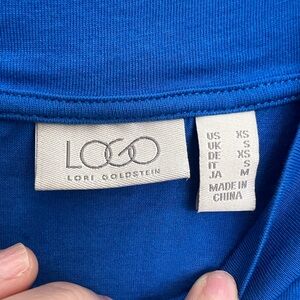 LOGO
LORI GOLDSTEIN
US XS
UK S
DE XS
IT S
JA M
MADE IN
CHINA